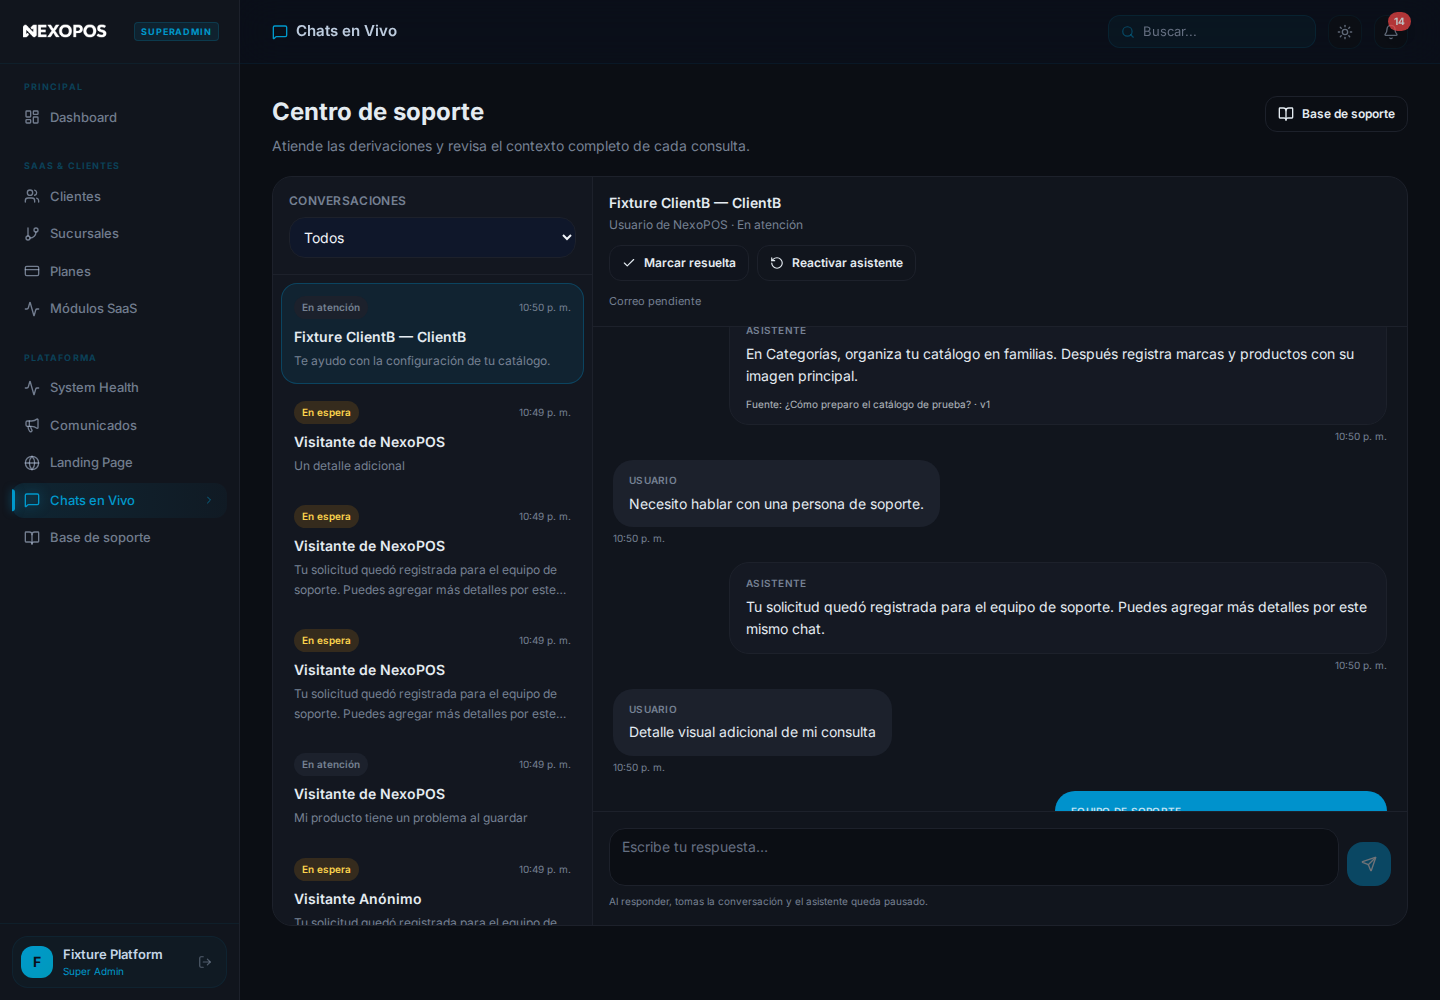 NEXOPOS
SUPERADMIN
PRINCIPAL
Dashboard
SAAS & CLIENTES
Clientes
Sucursales
Planes
Módulos SaaS
PLATAFORMA
System Health
Comunicados
Landing Page
Chats en Vivo
Base de soporte
F
Fixture Platform
Super Admin
Chats en Vivo
Buscar...
14
Centro de soporte
Atiende las derivaciones y revisa el contexto completo de cada consulta.
Base de soporte
CONVERSACIONES
Todos
En atención
10:50 p. m.
Fixture ClientB — ClientB
Te ayudo con la configuración de tu catálogo.
En espera
10:49 p. m.
Visitante de NexoPOS
Un detalle adicional
En espera
10:49 p. m.
Visitante de NexoPOS
Tu solicitud quedó registrada para el equipo de
soporte. Puedes agregar más detalles por este...
En espera
10:49 p. m.
Visitante de NexoPOS
Tu solicitud quedó registrada para el equipo de
soporte. Puedes agregar más detalles por este...
En atención
10:49 p. m.
Visitante de NexoPOS
Mi producto tiene un problema al guardar
En espera
10:49 p. m.
Visitante Anónimo
Tu solicitud quedó registrada para el equipo de
Fixture ClientB — ClientB
Usuario de NexoPOS · En atención
Marcar resuelta
Reactivar asistente
Correo pendiente
ASISTENTE
En Categorías, organiza tu catálogo en familias. Después registra marcas y productos con su
imagen principal.
Fuente: ¿Cómo preparo el catálogo de prueba? · v1
10:50 p. m.
USUARIO
Necesito hablar con una persona de soporte.
10:50 p. m.
ASISTENTE
Tu solicitud quedó registrada para el equipo de soporte. Puedes agregar más detalles por este
mismo chat.
10:50 p. m.
USUARIO
Detalle visual adicional de mi consulta
10:50 p. m.
EQUIPO DE SOPORTE
Escribe tu respuesta...
Al responder, tomas la conversación y el asistente queda pausado.